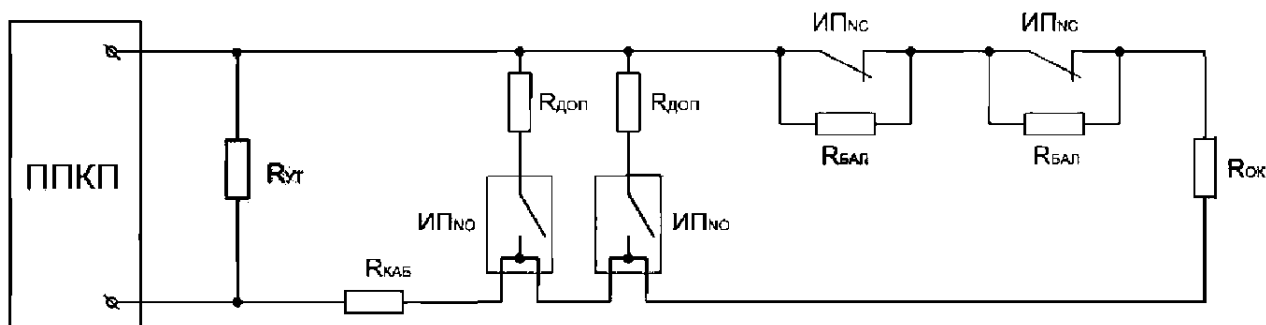 ИПNC
ИПNC
RДОП
RДОП
RБАЛ
RБАЛ
RОК
ППКП
RУТ
ИПNO
ИПNO
RКАБ